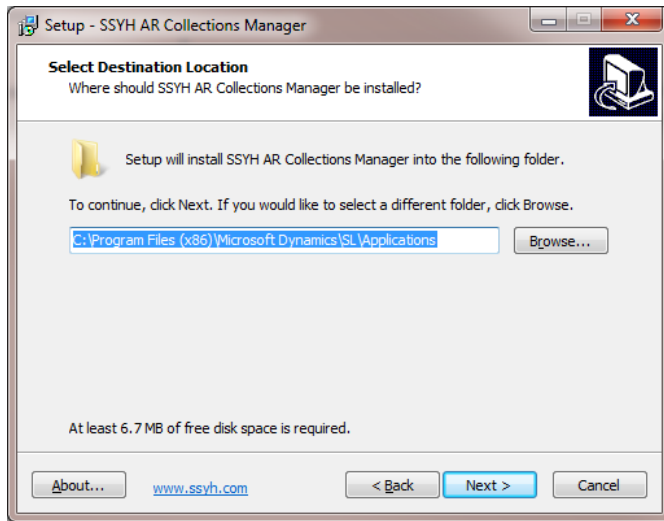 Setup - SSYH AR Collections Manager
Select Destination Location
Where should SSYH AR Collections Manager be installed?
Setup will install SSYH AR Collections Manager into the following folder.
To continue, click Next. If you would like to select a different folder, click Browse.
C:\Program Files (x86)\Microsoft Dynamics\SL\Applications
Browse...
At least 6.7 MB of free disk space is required.
About...
www.ssyh.com
< Back
Next >
Cancel